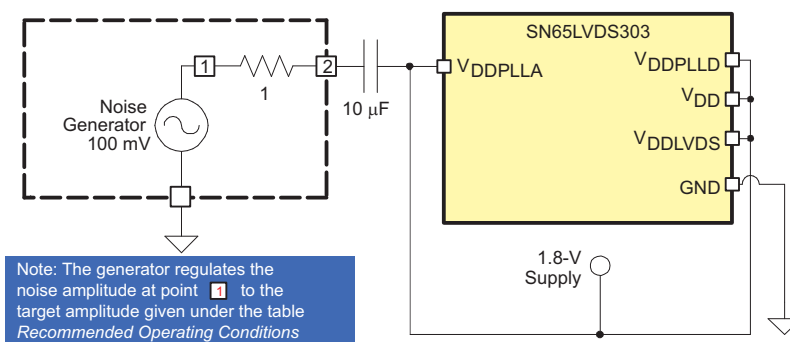 SN65LVDS303
1
2
1
10 μF
Noise
Generator
100 mV
VDDPLLA
VDDPLLD
VDD
VDDLVDS
GND
1.8-V
Supply
Note: The generator regulates the
noise amplitude at point 1 to the
target amplitude given under the table
Recommended Operating Conditions